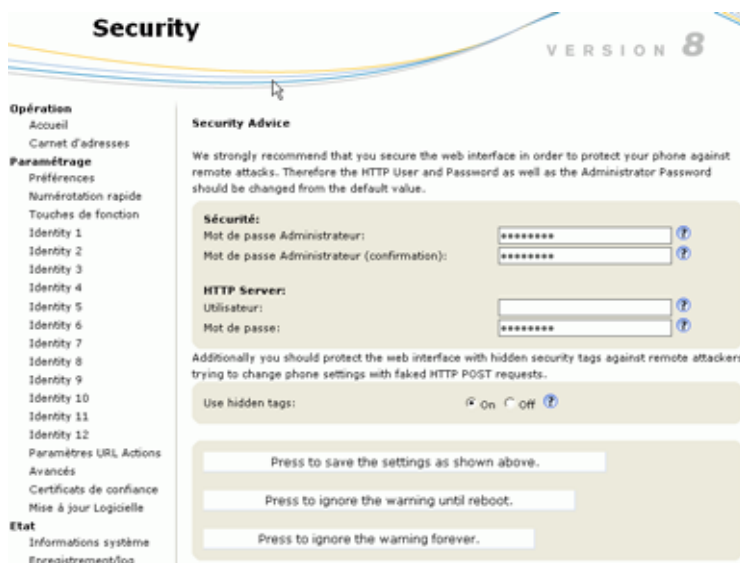 Security
VERSION 8
Opération
Accueil
Carnet d'adresses
Paramétrage
Préférences
Numérotation rapide
Touches de fonction
Identity 1
Identity 2
Identity 3
Identity 4
Identity 5
Identity 6
Identity 7
Identity 8
Identity 9
Identity 10
Identity 11
Identity 12
Paramètres URL Actions
Avancés
Certificats de confiance
Mise à jour Logicielle
Etat
Informations système
Enregistrement/log
Security Advice
We strongly recommend that you secure the web interface in order to protect your phone against
remote attacks. Therefore the HTTP User and Password as well as the Administrator Password
should be changed from the default value.
Sécurité:
Mot de passe Administrateur: ********
Mot de passe Administrateur (confirmation): ********
HTTP Server:
Utilisateur:
Mot de passe: ********
Additionally you should protect the web interface with hidden security tags against remote attackers
trying to change phone settings with faked HTTP POST requests.
Use hidden tags: On Off
Press to save the settings as shown above.
Press to ignore the warning until reboot.
Press to ignore the warning forever.